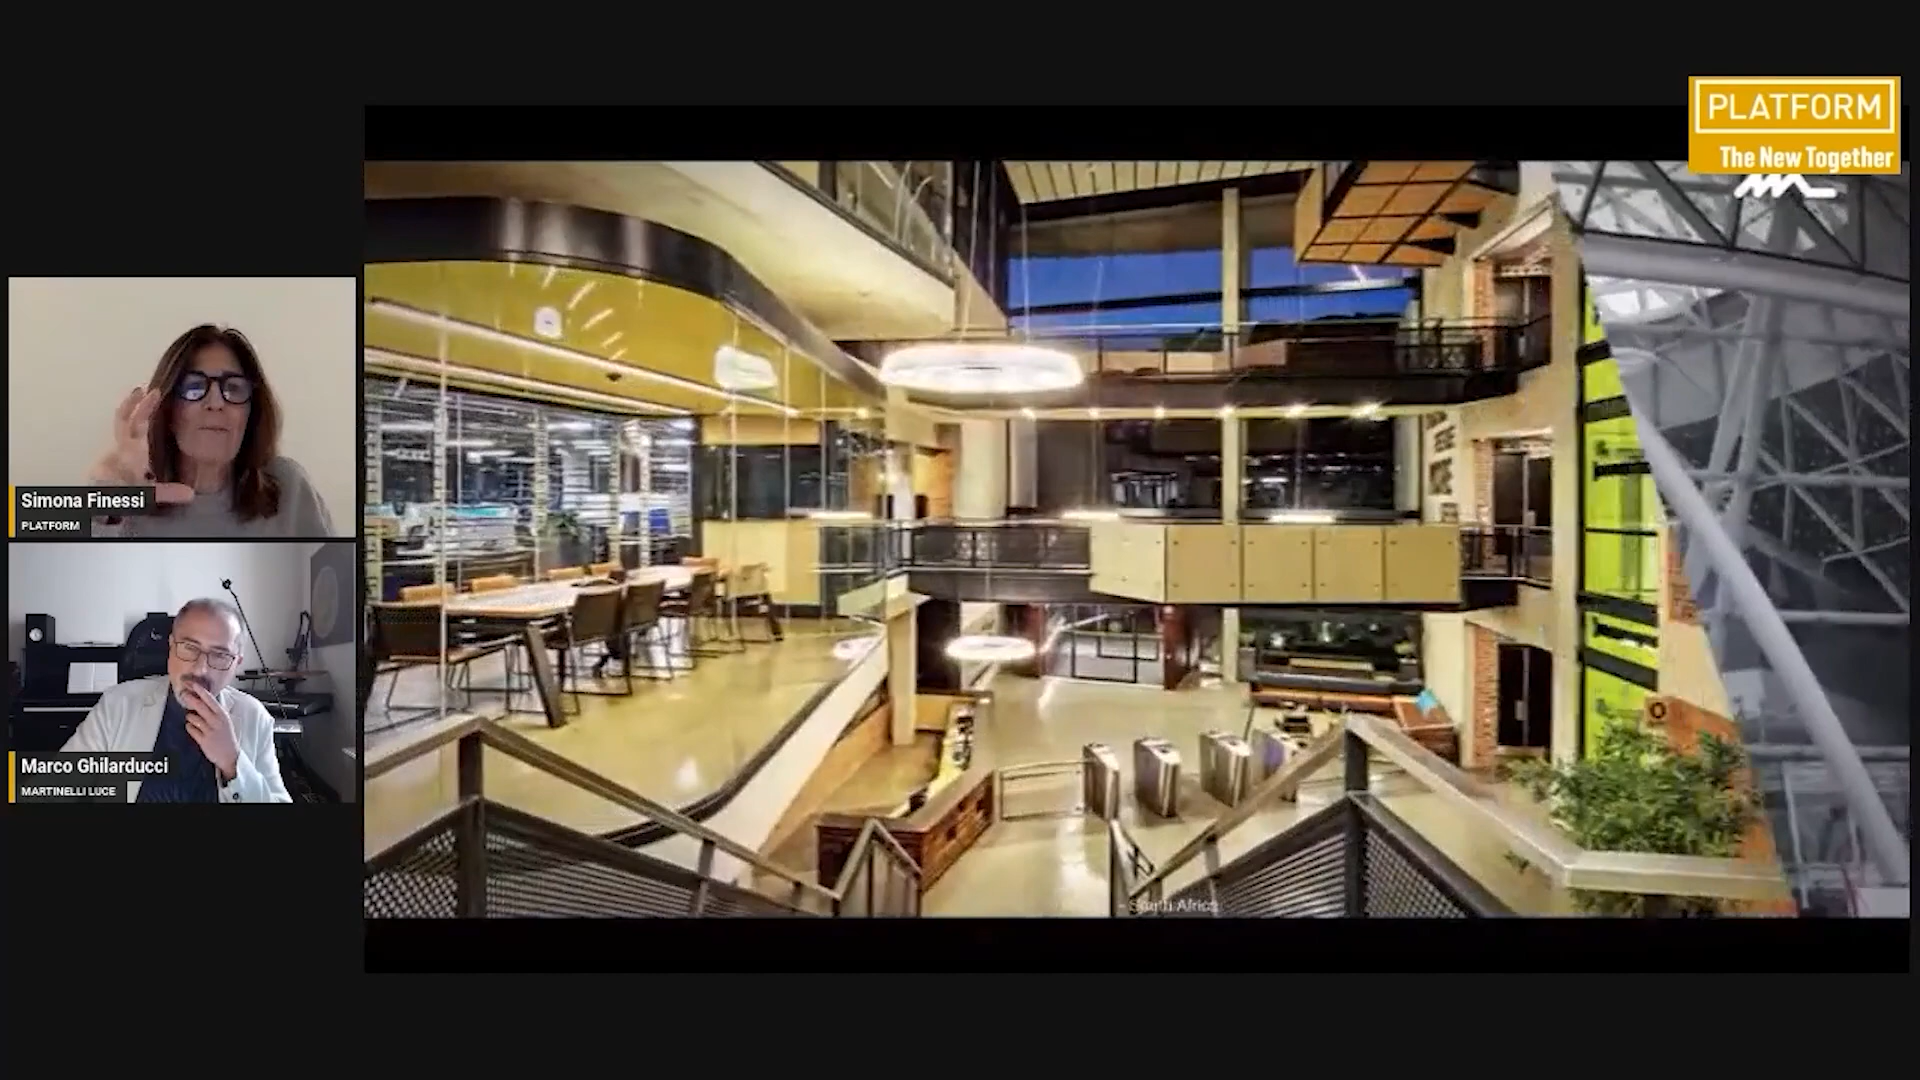 PLATFORM
The New Together
Simona Finessi
PLATFORM
Marco Ghilarducci
MARTINELLI LUCE
- South Africa